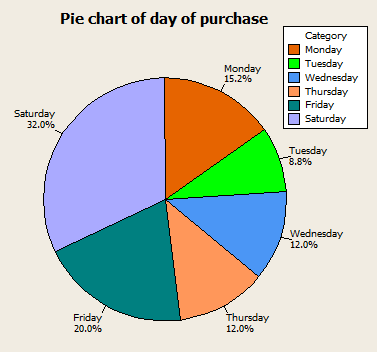 Pie chart of day of purchase
Category
Monday
Tuesday
Wednesday
Thursday
Friday
Saturday
Monday
15.2%
Tuesday
8.8%
Wednesday
12.0%
Thursday
12.0%
Friday
20.0%
Saturday
32.0%